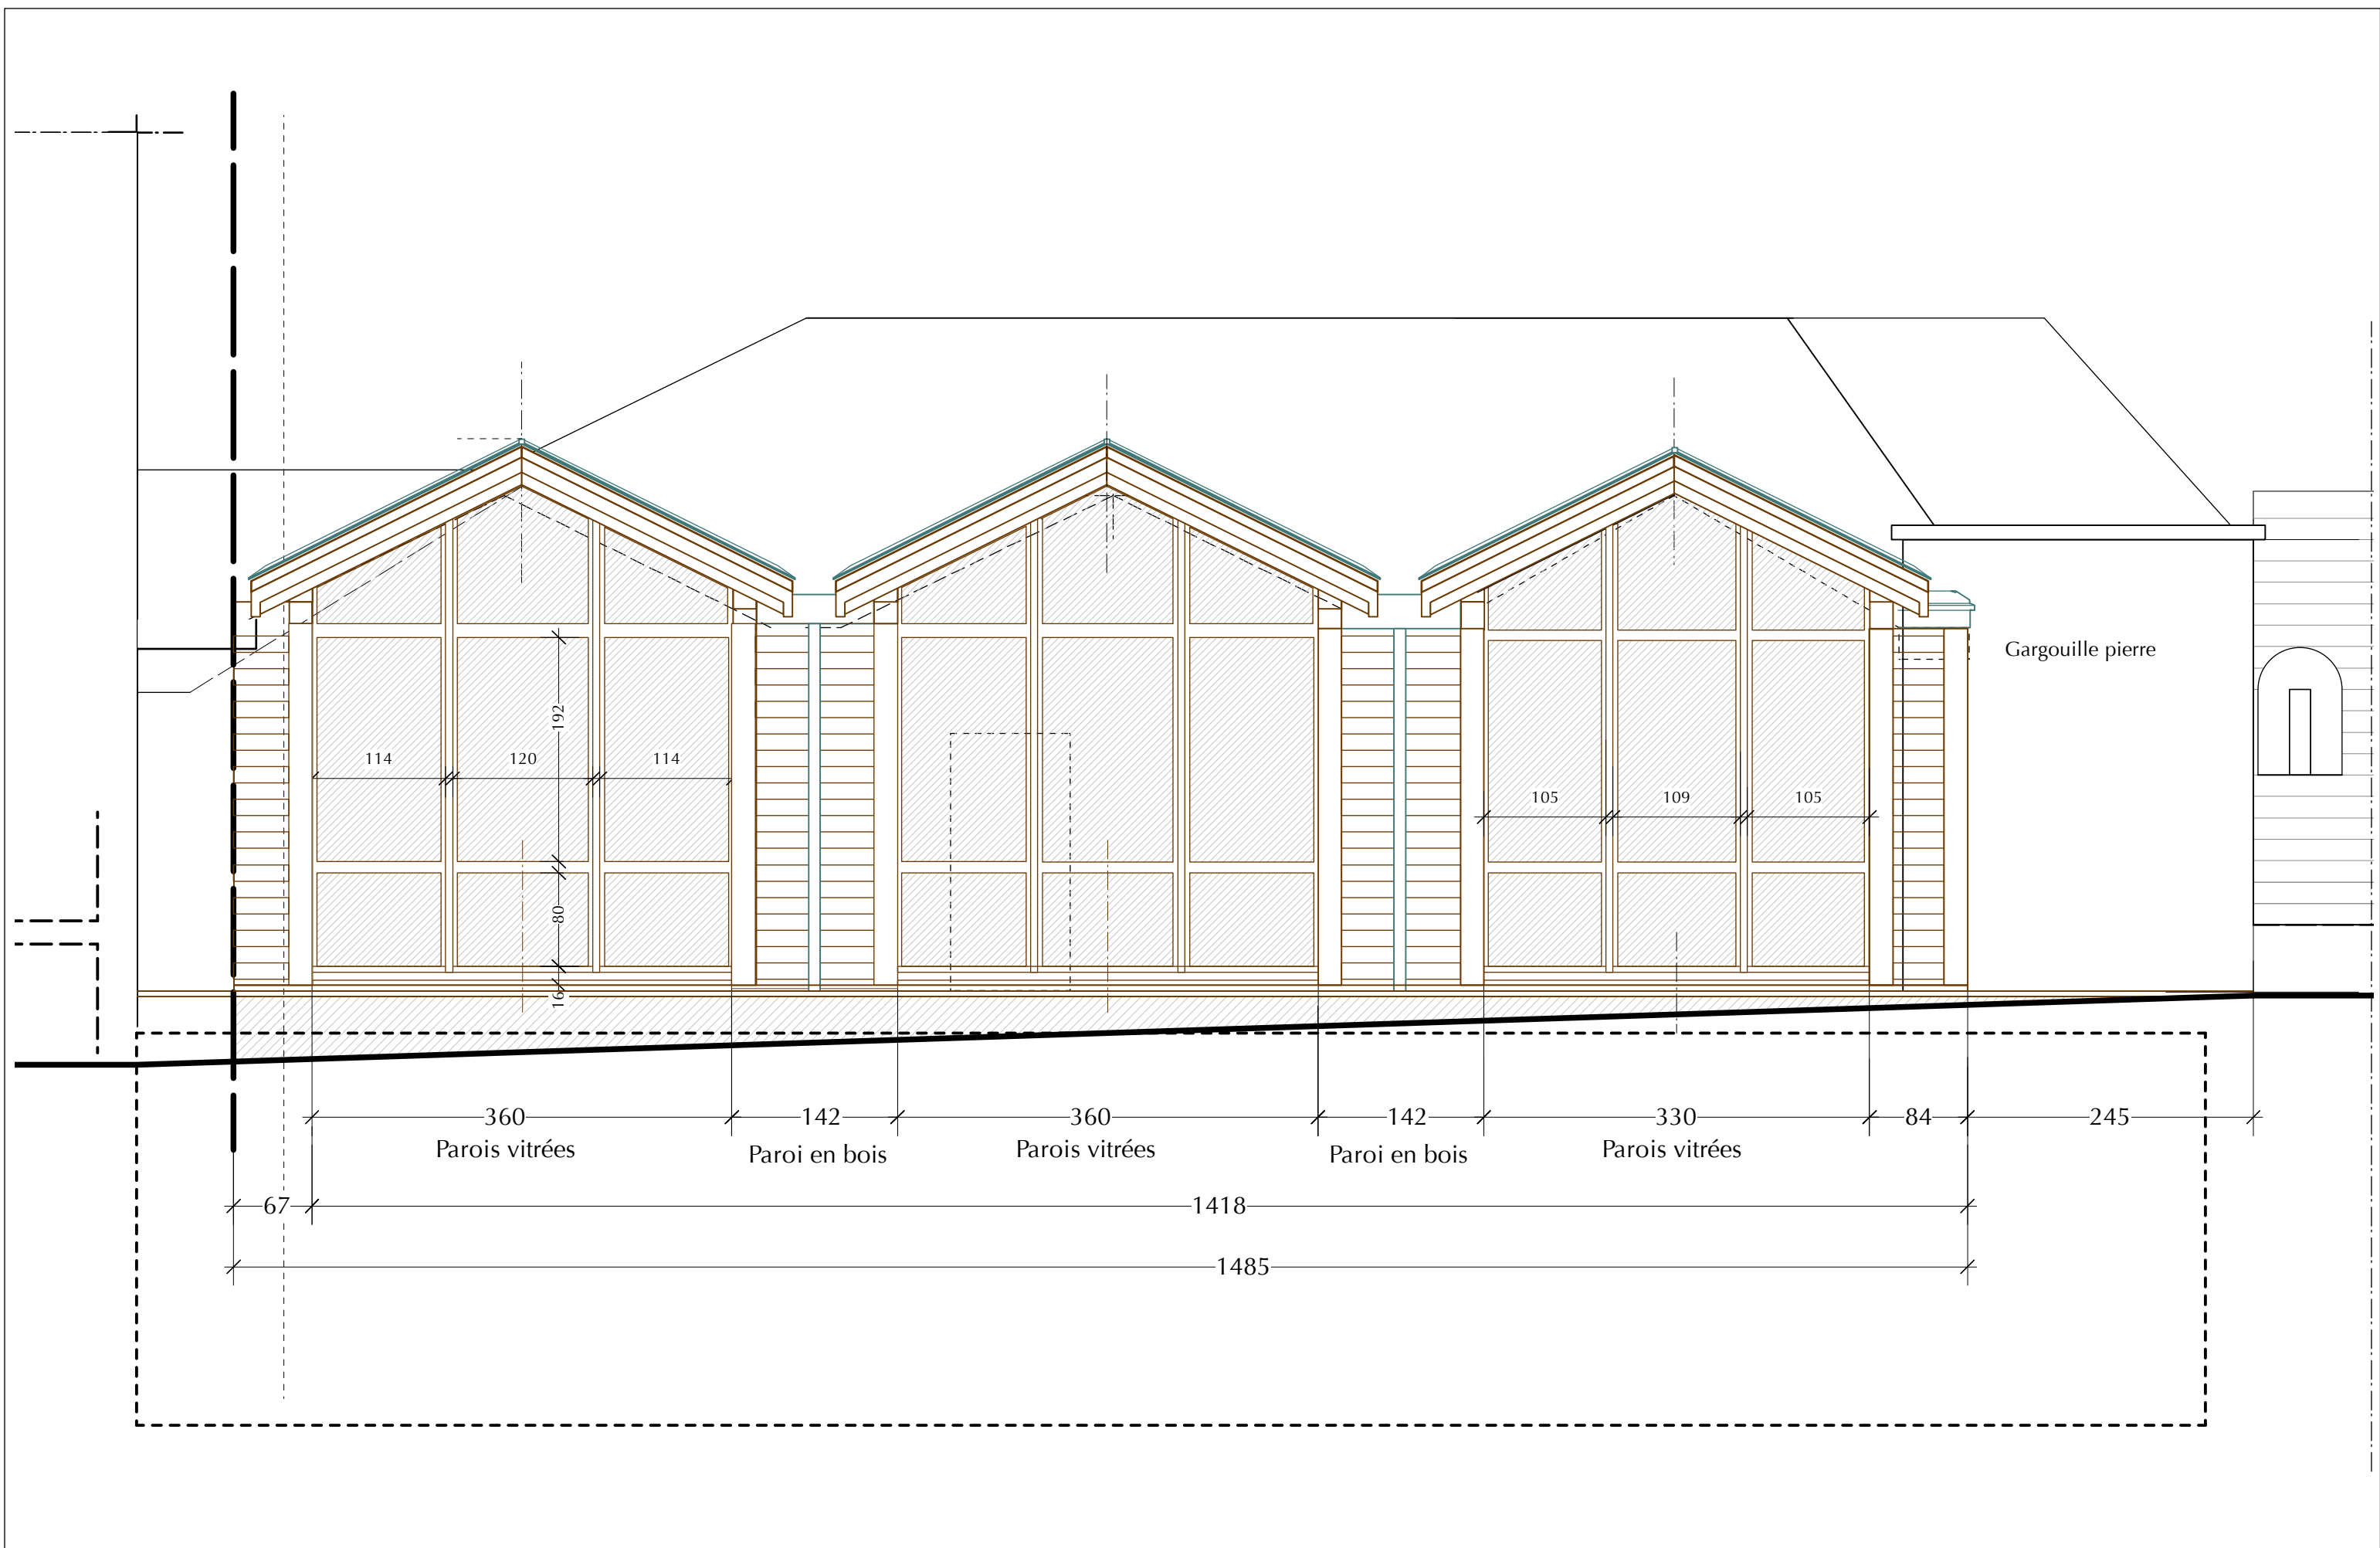 Gargouille pierre
192
114 120 114
105 109 105
80
16
360 142 360 142 330 84 245
Parois vitrées Paroi en bois Parois vitrées Paroi en bois Parois vitrées
67 1418
1485